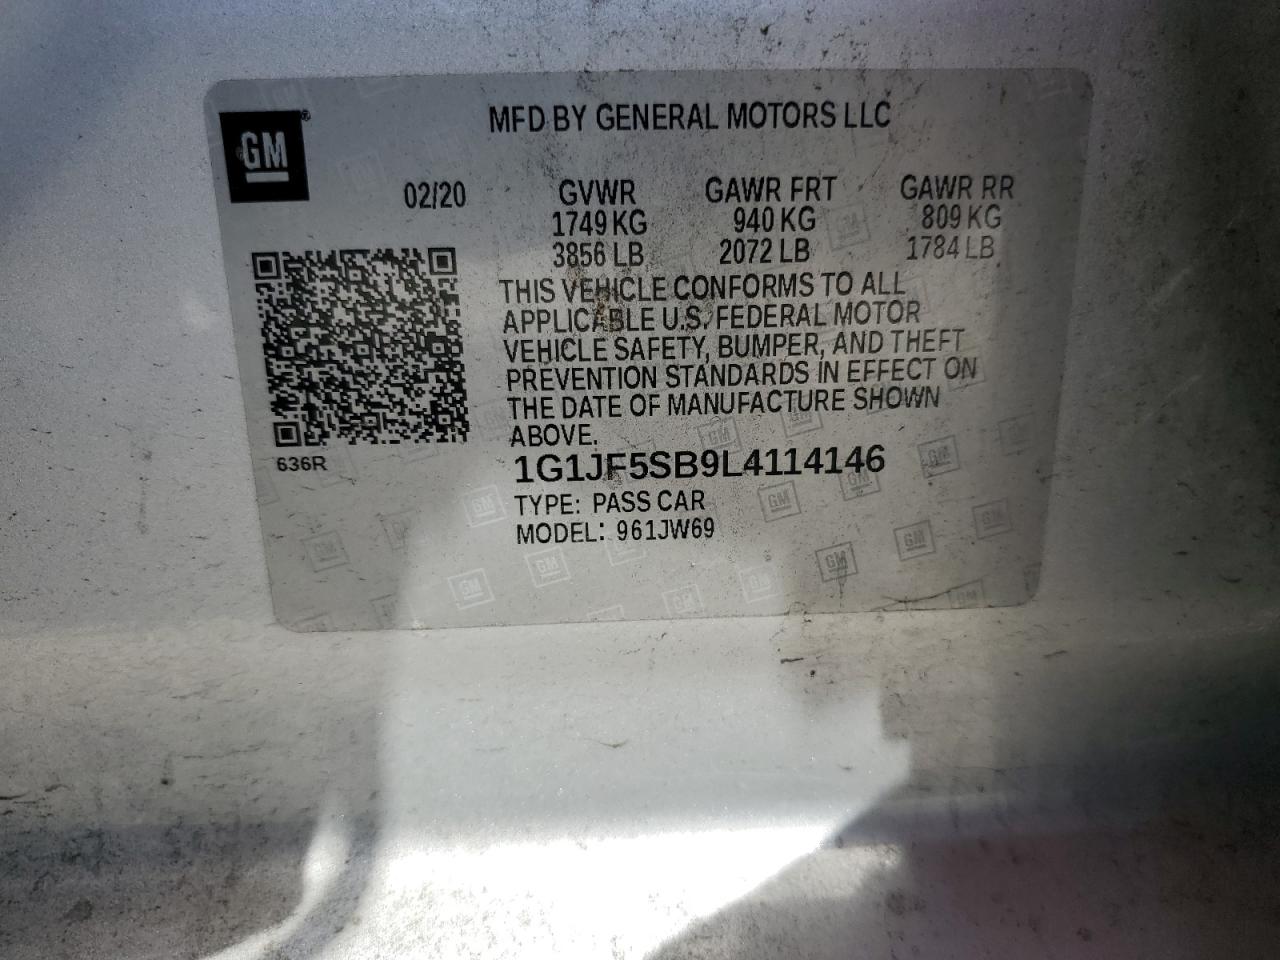 MFD BY GENERAL MOTORS LLC
GM®
02/20 GVWR GAWR FRT GAWR RR
1749 KG 940 KG 809 KG
3856 LB 2072 LB 1784 LB
THIS VEHICLE CONFORMS TO ALL
APPLICABLE U.S. FEDERAL MOTOR
VEHICLE SAFETY, BUMPER, AND THEFT
PREVENTION STANDARDS IN EFFECT ON
THE DATE OF MANUFACTURE SHOWN
ABOVE.
636R
1G1JF5SB9L4114146
TYPE: PASS CAR
MODEL: 961JW69